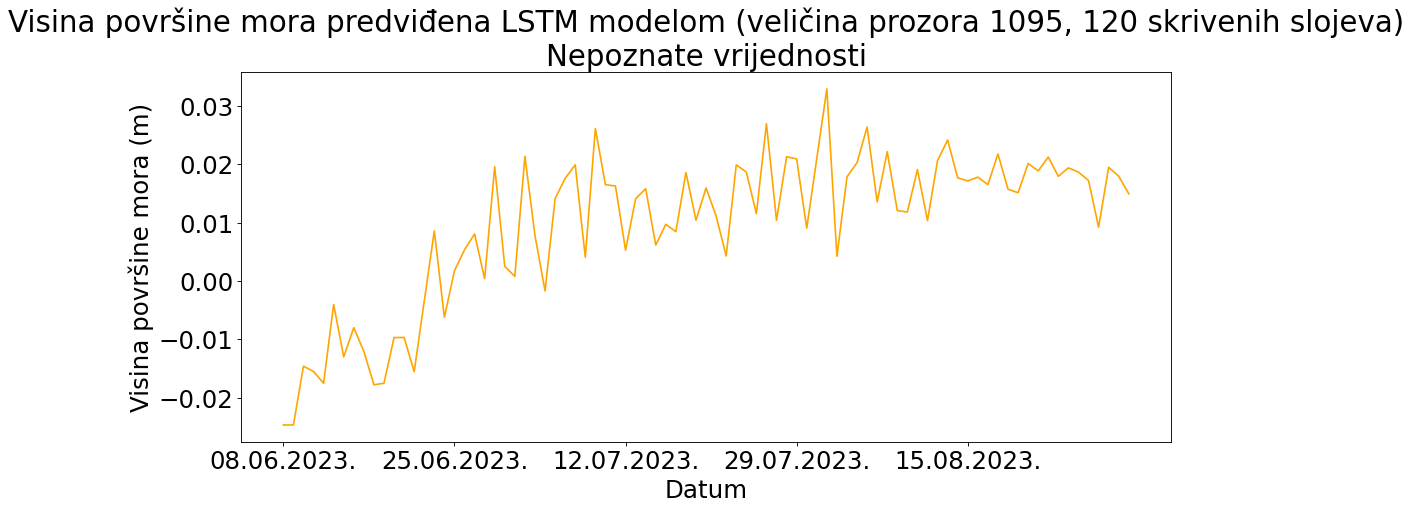 Visina površine mora predviđena LSTM modelom (veličina prozora 1095, 120 skrivenih slojeva)
Nepoznate vrijednosti
Visina površine mora (m)
0.03
0.02
0.01
0.00
−0.01
−0.02
08.06.2023. 25.06.2023. 12.07.2023. 29.07.2023. 15.08.2023.
Datum